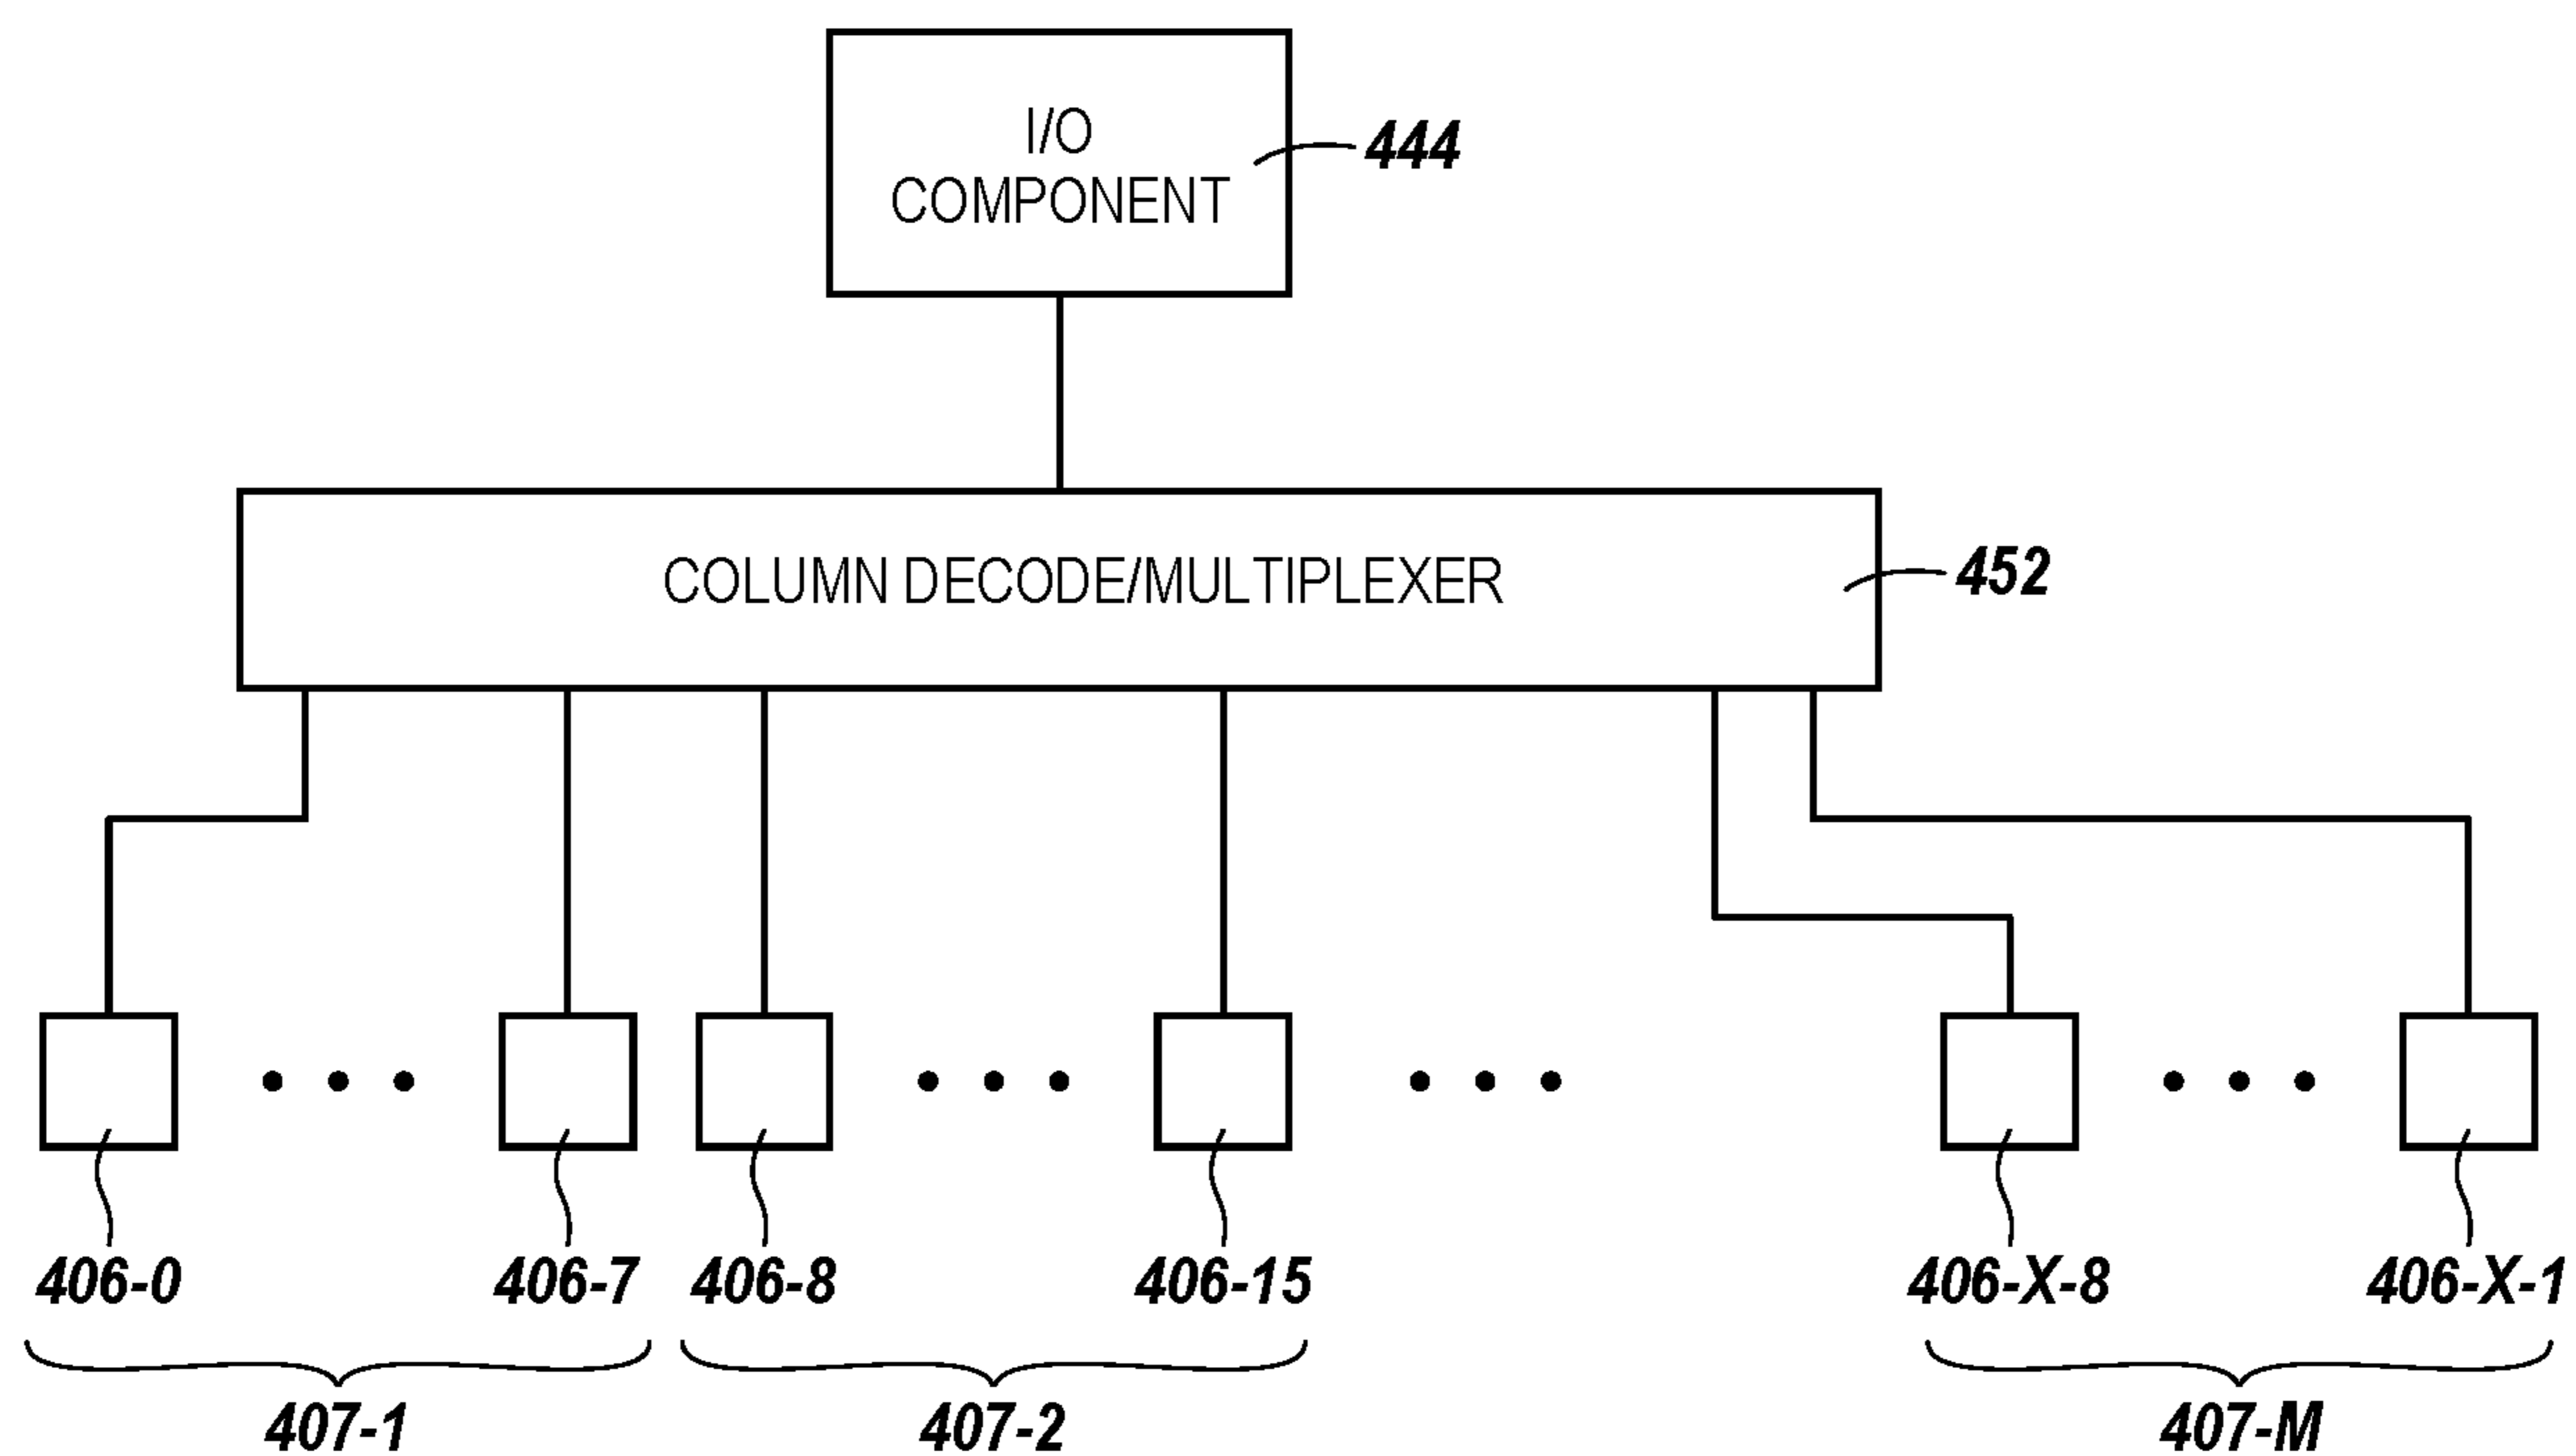 I/O
COMPONENT
444
COLUMN DECODE/MULTIPLEXER
452
406-0
406-7
406-8
406-15
406-X-8
406-X-1
407-1
407-2
407-M